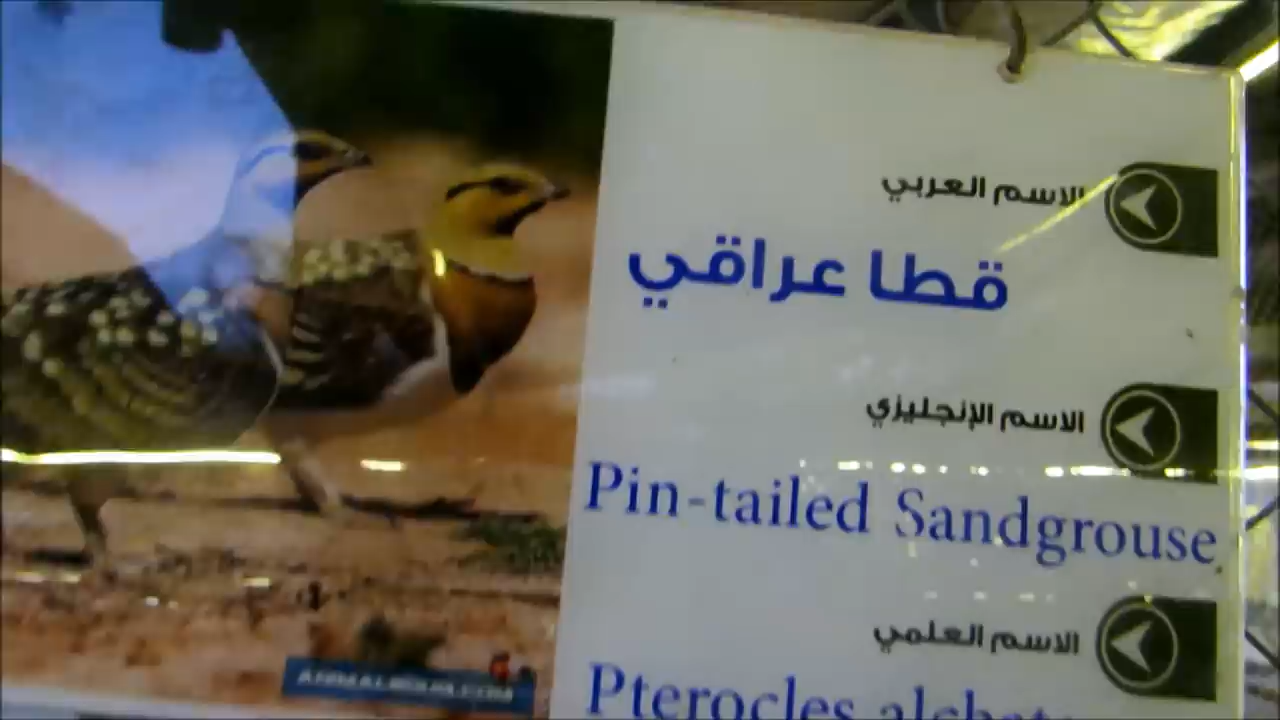 الاسم العربي
قطا عراقي
الاسم الإنجليزي
Pin-tailed Sandgrouse
الاسم العلمي
Pterocles